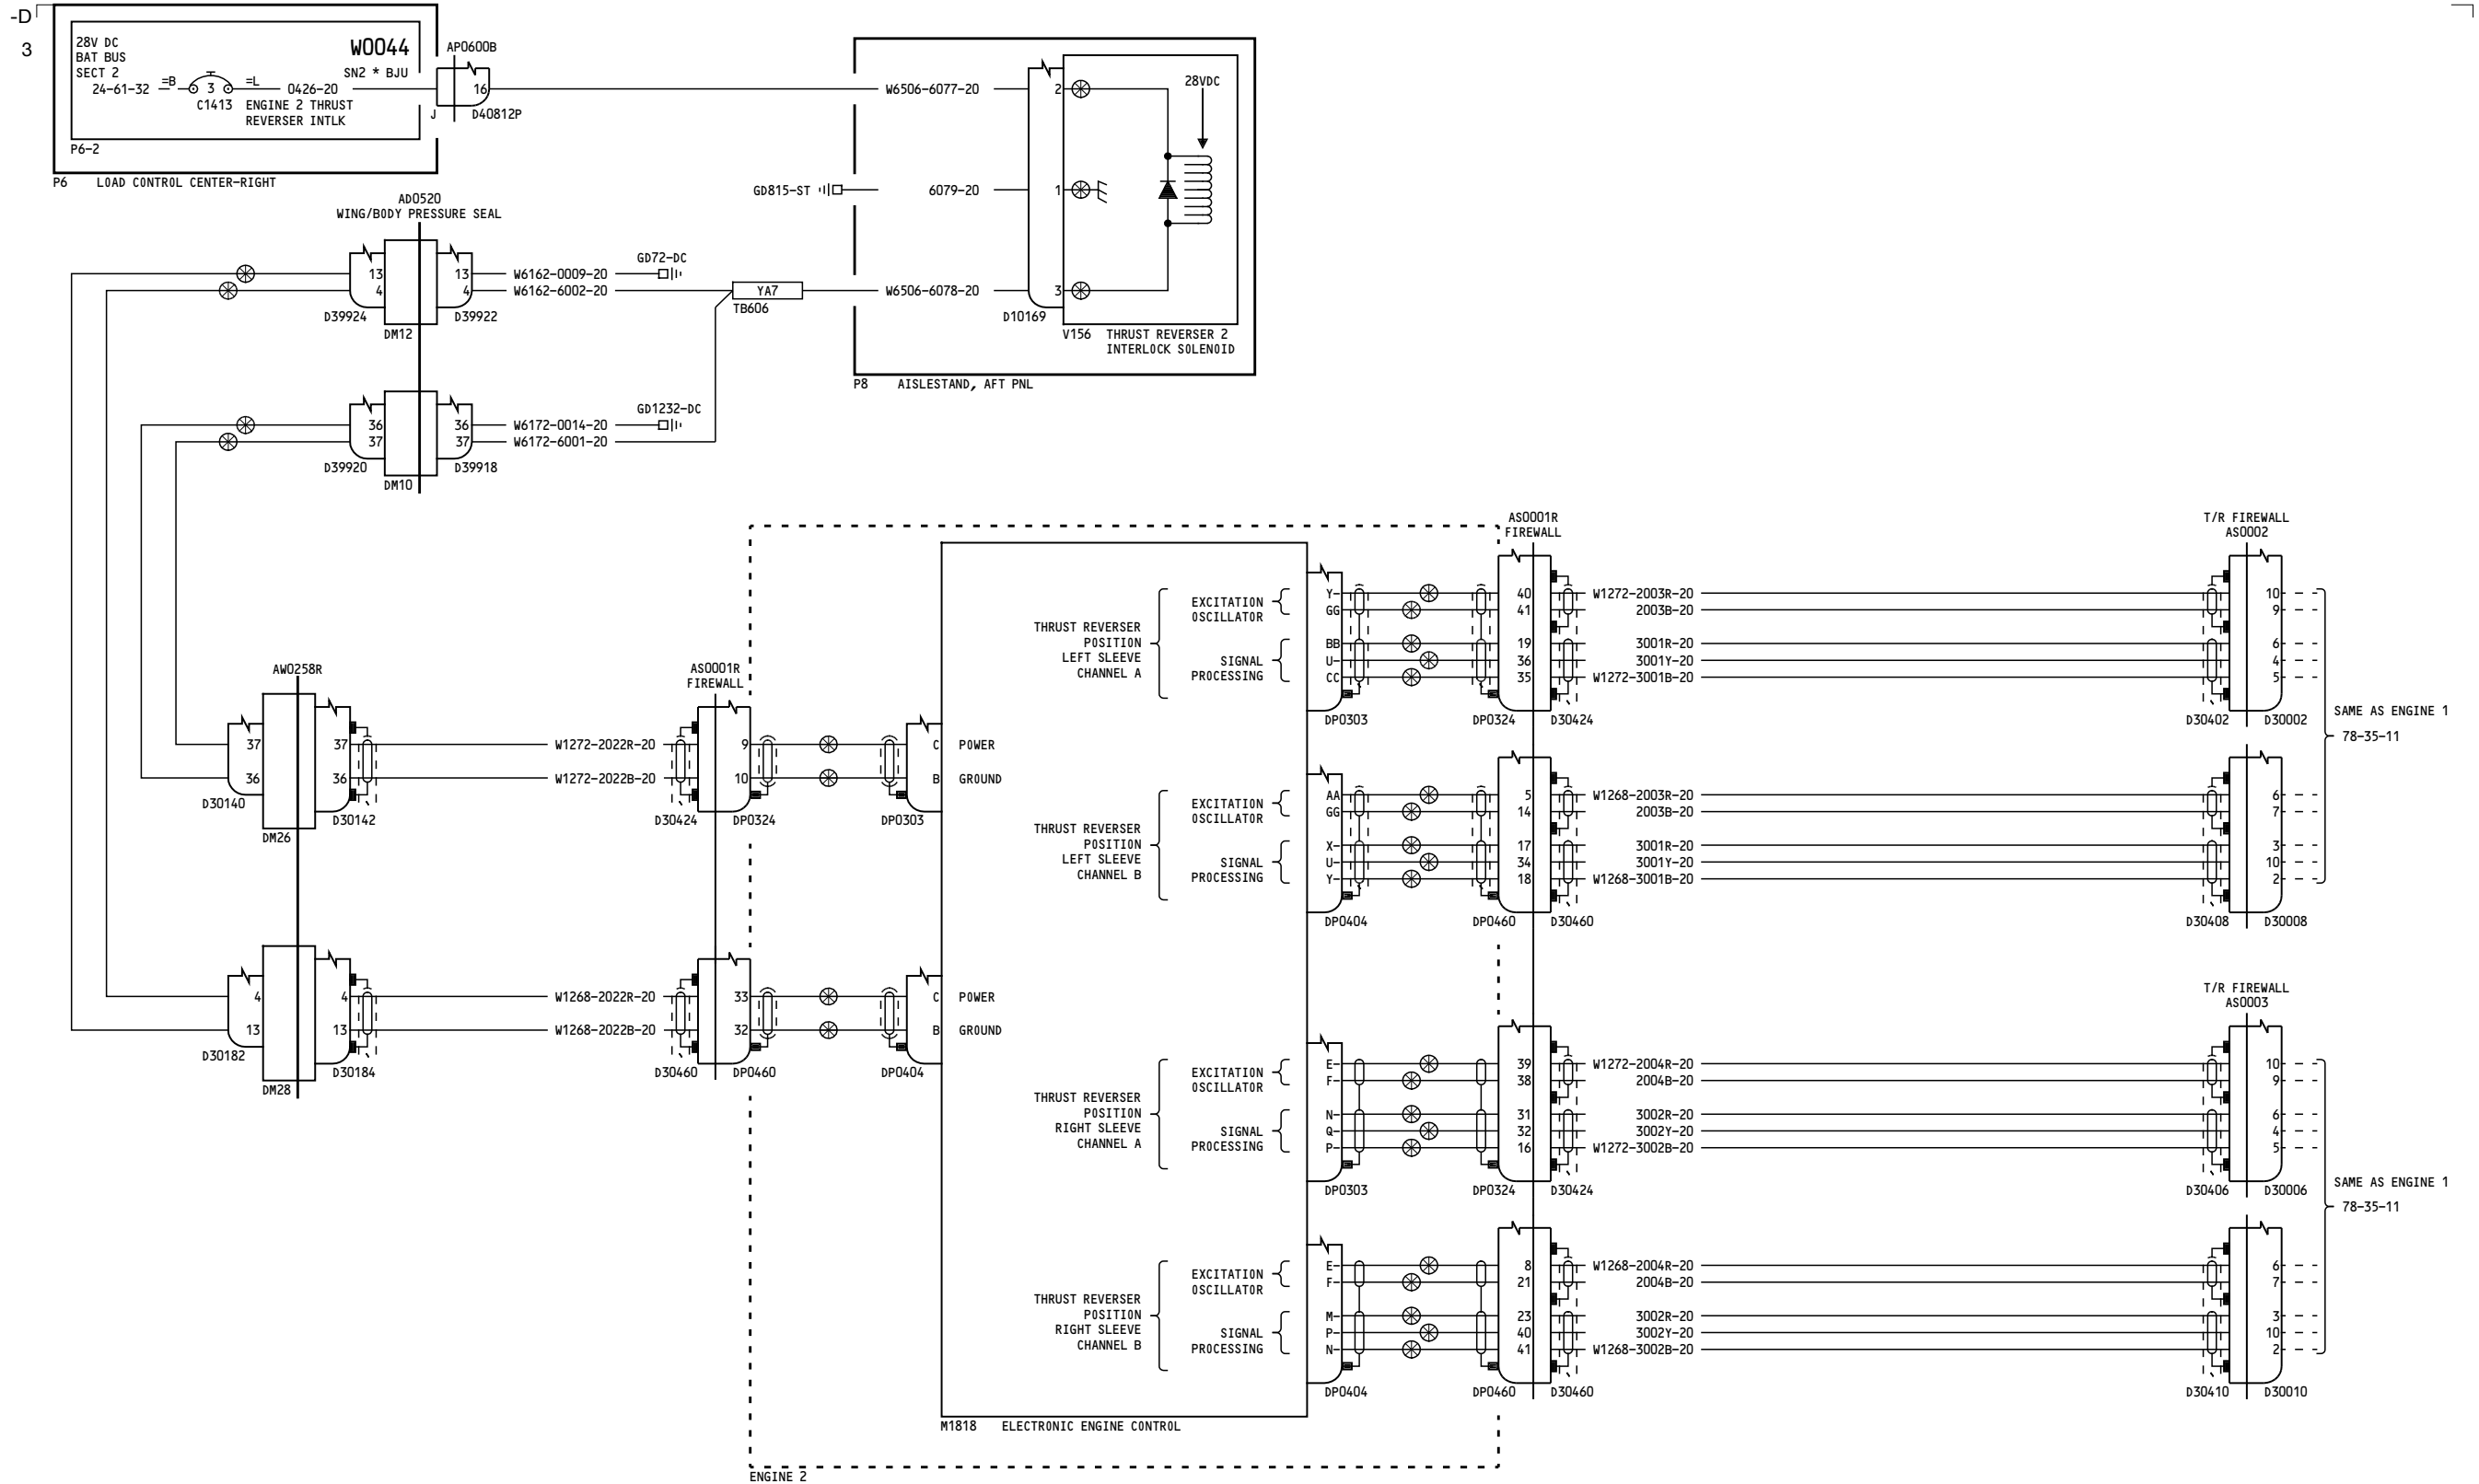 -D
3
28V DC
BAT BUS
SECT 2
24-61-32
=B
3
=L
0426-20
C1413
ENGINE 2 THRUST
REVERSER INTLK
W0044
SN2 * BJU
P6-2
P6 LOAD CONTROL CENTER-RIGHT
AP0600B
16
J
D40812P
W6506-6077-20
2
28VDC
GD815-ST
6079-20
1
W6506-6078-20
3
D10169
V156 THRUST REVERSER 2
INTERLOCK SOLENOID
P8 AISLESTAND, AFT PNL
AD0520
WING/BODY PRESSURE SEAL
13 13 W6162-0009-20 GD72-DC
4 4 W6162-6002-20
YA7
TB606
D39924 D39922
DM12
36 36 W6172-0014-20 GD1232-DC
37 37 W6172-6001-20
D39920 D39918
DM10
AW0258R
37 37 W1272-2022R-20
36 36 W1272-2022B-20
D30140 D30142
DM26
AS0001R
FIREWALL
9 C POWER
10 B GROUND
D30424 DP0324 DP0303
4 4 W1268-2022R-20
13 13 W1268-2022B-20
D30182 D30184
DM28
33 C POWER
32 B GROUND
D30460 DP0460 DP0404
THRUST REVERSER
POSITION
LEFT SLEEVE
CHANNEL A
EXCITATION
OSCILLATOR
SIGNAL
PROCESSING
AS0001R
FIREWALL
T/R FIREWALL
AS0002
Y- 40 W1272-2003R-20 10
GG 41 2003B-20 9
BB 19 3001R-20 6
U- 36 3001Y-20 4
CC 35 W1272-3001B-20 5
DP0303 DP0324 D30424 D30402 D30002
SAME AS ENGINE 1
78-35-11
THRUST REVERSER
POSITION
LEFT SLEEVE
CHANNEL B
EXCITATION
OSCILLATOR
SIGNAL
PROCESSING
AA 5 W1268-2003R-20 6
GG 14 2003B-20 7
X- 17 3001R-20 3
U- 34 3001Y-20 10
Y- 18 W1268-3001B-20 2
DP0404 DP0460 D30460 D30408 D30008
THRUST REVERSER
POSITION
RIGHT SLEEVE
CHANNEL A
EXCITATION
OSCILLATOR
SIGNAL
PROCESSING
T/R FIREWALL
AS0003
E- 39 W1272-2004R-20 10
F- 38 2004B-20 9
N- 31 3002R-20 6
Q- 32 3002Y-20 4
P- 16 W1272-3002B-20 5
DP0303 DP0324 D30424 D30406 D30006
SAME AS ENGINE 1
78-35-11
THRUST REVERSER
POSITION
RIGHT SLEEVE
CHANNEL B
EXCITATION
OSCILLATOR
SIGNAL
PROCESSING
E- 8 W1268-2004R-20 6
F- 21 2004B-20 7
M- 23 3002R-20 3
P- 40 3002Y-20 10
N- 41 W1268-3002B-20 2
DP0404 DP0460 D30460 D30410 D30010
M1818 ELECTRONIC ENGINE CONTROL
ENGINE 2